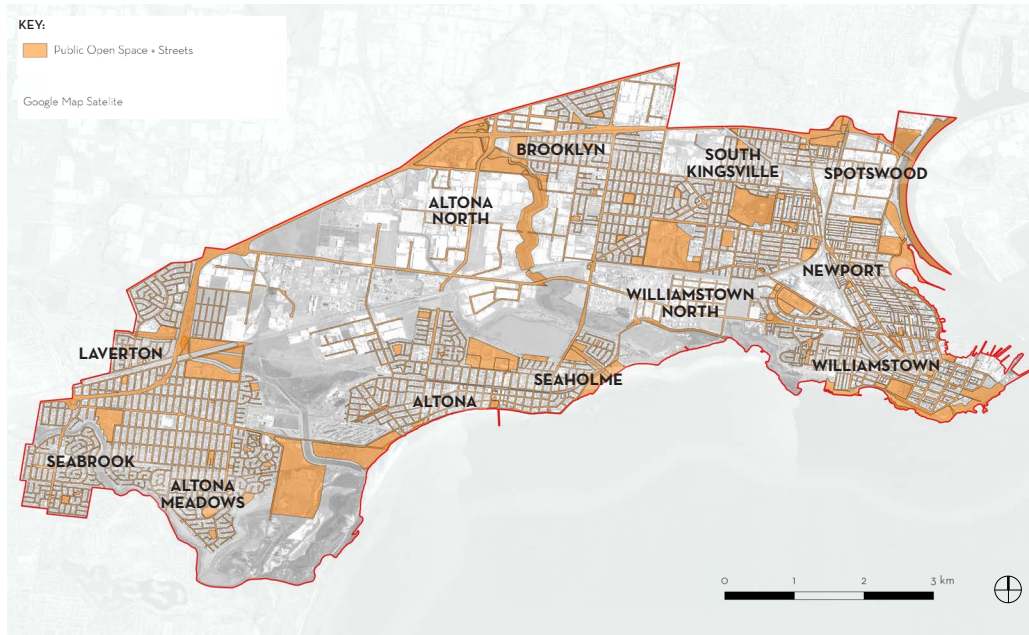 KEY:
Public Open Space + Streets
Google Map Satelite
BROOKLYN
SOUTH
KINGSVILLE
SPOTSWOOD
ALTONA
NORTH
NEWPORT
WILLIAMSTOWN
NORTH
LAVERTON
WILLIAMSTOWN
SEAHOLME
ALTONA
SEABROOK
ALTONA
MEADOWS
0 1 2 3 km